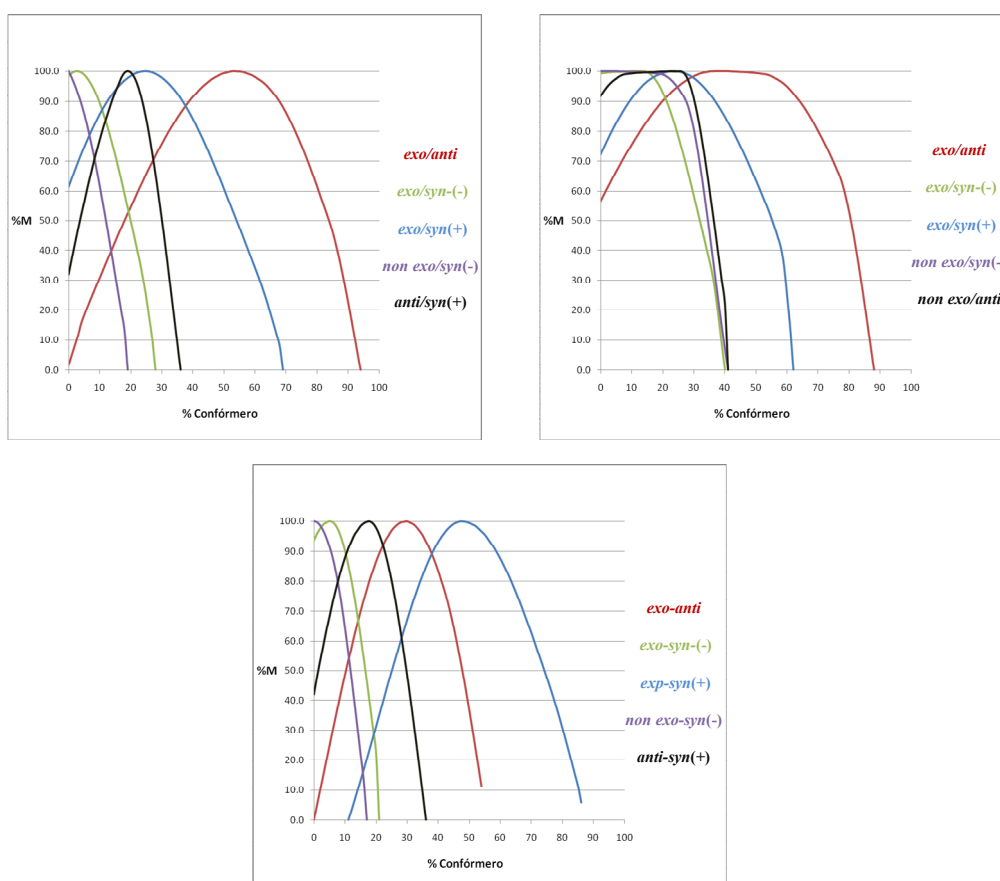 100.0
90.0
80.0
70.0
60.0
%M 50.0
40.0
30.0
20.0
10.0
0.0
0 10 20 30 40 50 60 70 80 90 100
% Confórmero
exo/anti
exo/syn-(-)
exo/syn(+)
non exo/syn(-)
anti/syn(+)
100.0
90.0
80.0
70.0
60.0
%M 50.0
40.0
30.0
20.0
10.0
0.0
0 10 20 30 40 50 60 70 80 90 100
% Confórmero
exo/anti
exo/syn-(-)
exo/syn(+)
non exo/syn(-
non exo/anti
100.0
90.0
80.0
70.0
60.0
%M 50.0
40.0
30.0
20.0
10.0
0.0
0 10 20 30 40 50 60 70 80 90 100
% Confórmero
exo-anti
exo-syn-(-)
exp-syn(+)
non exo-syn(-)
anti-syn(+)